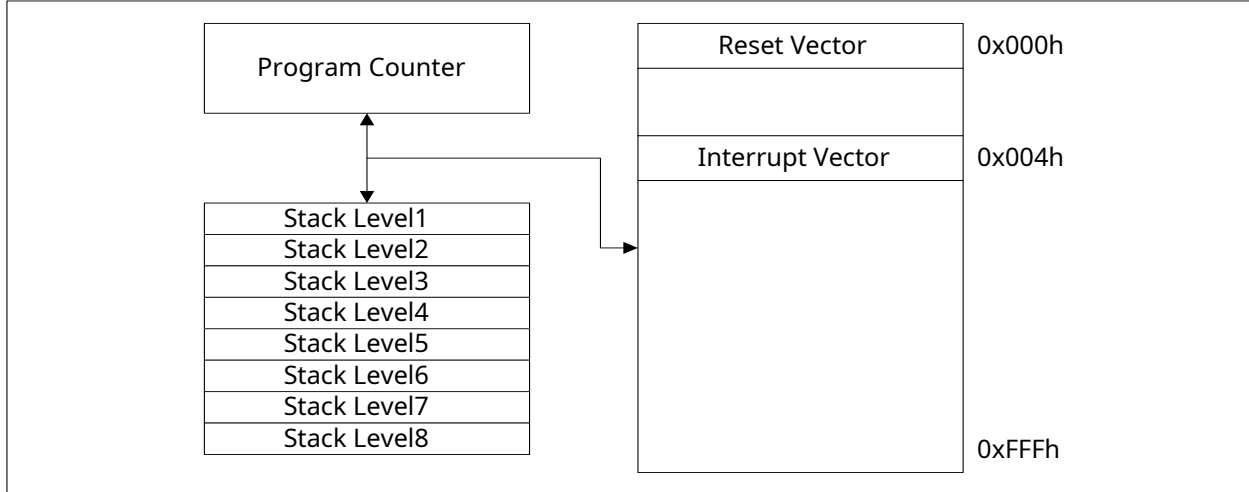 Program Counter
Stack Level1
Stack Level2
Stack Level3
Stack Level4
Stack Level5
Stack Level6
Stack Level7
Stack Level8
Reset Vector
0x000h
Interrupt Vector
0x004h
0xFFFh